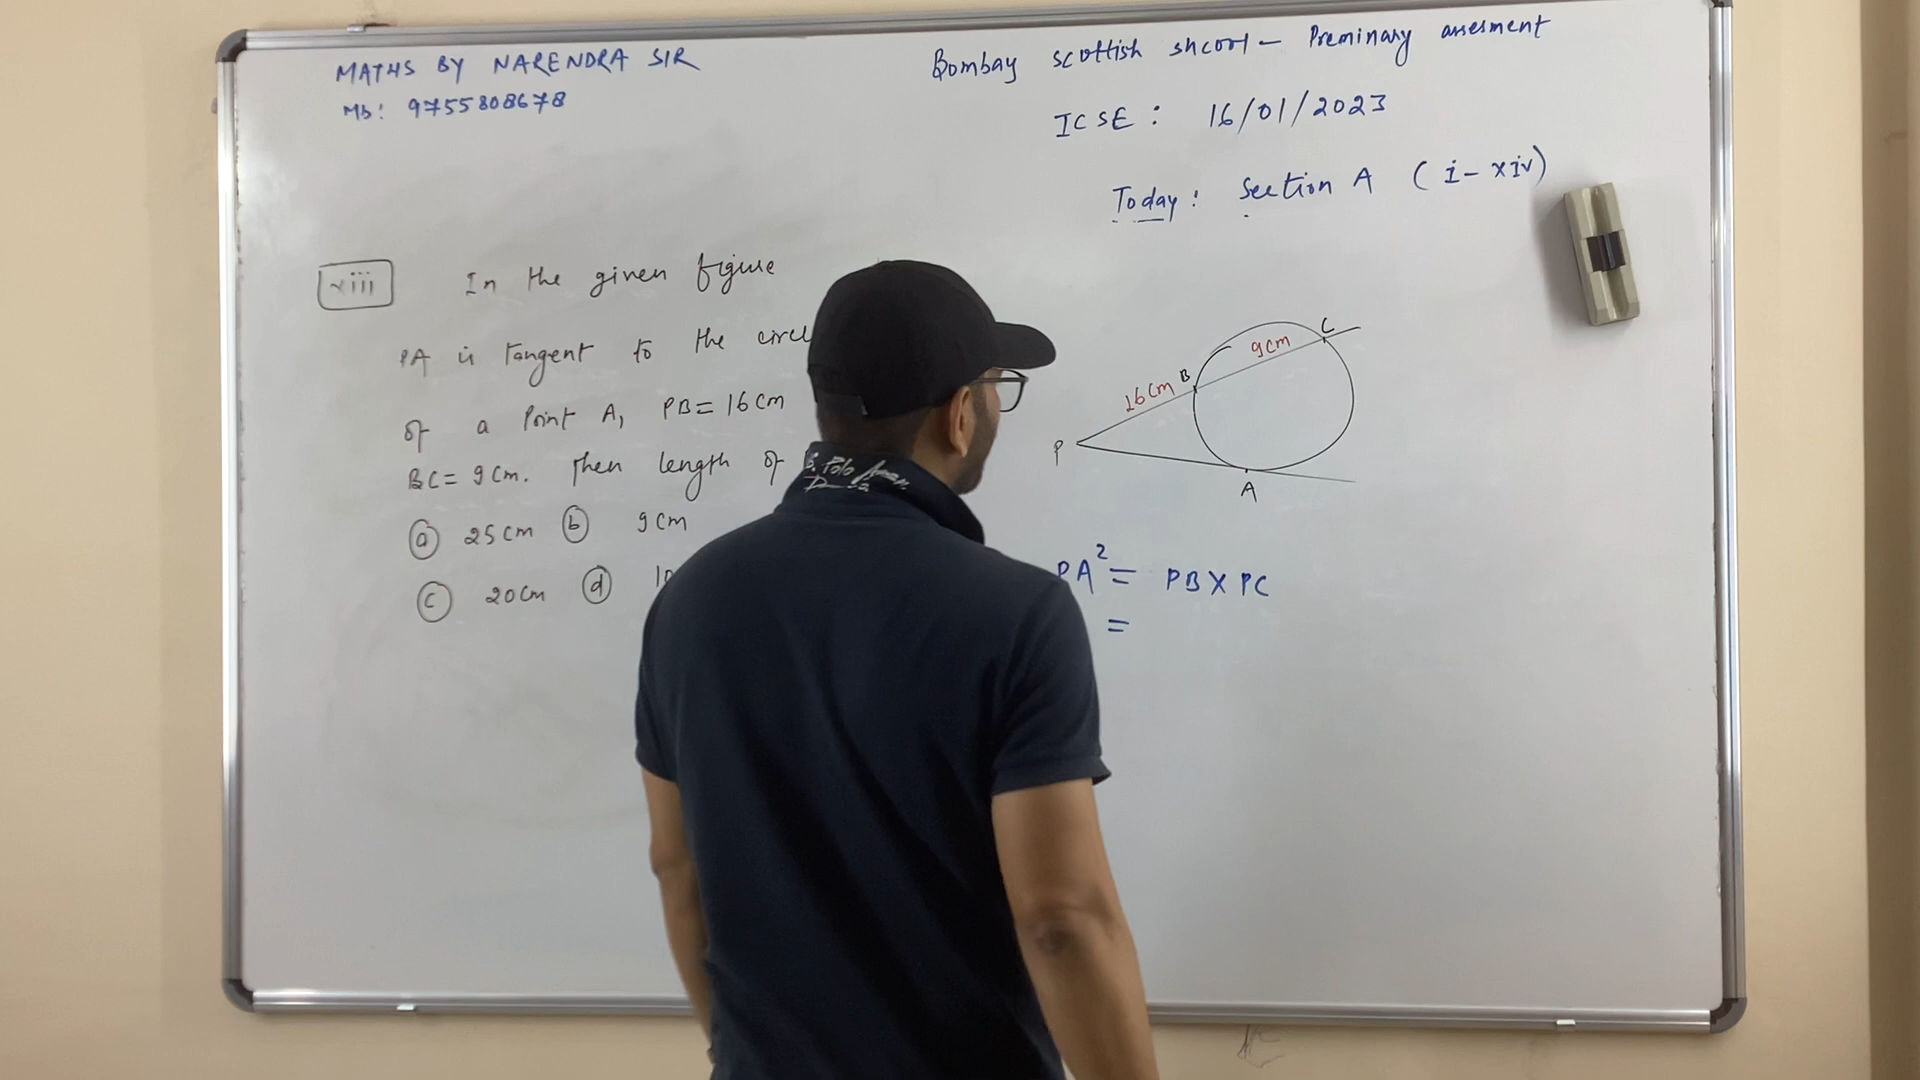 MATHS BY NARENDRA SIR
Mb: 9755808678
Bombay scottish shcool - Preminary assesment
ICSE: 16/01/2023
Today: Section A (i - xiv)
xiii In the given figure
PA is tangent to the circl
of a Point A, PB = 16 cm
BC = 9 cm. Then length of
a 25 cm b 9 cm
c 20 cm d 10
C
9 cm
B
16 cm
P
A
PA² = PB X PC
=